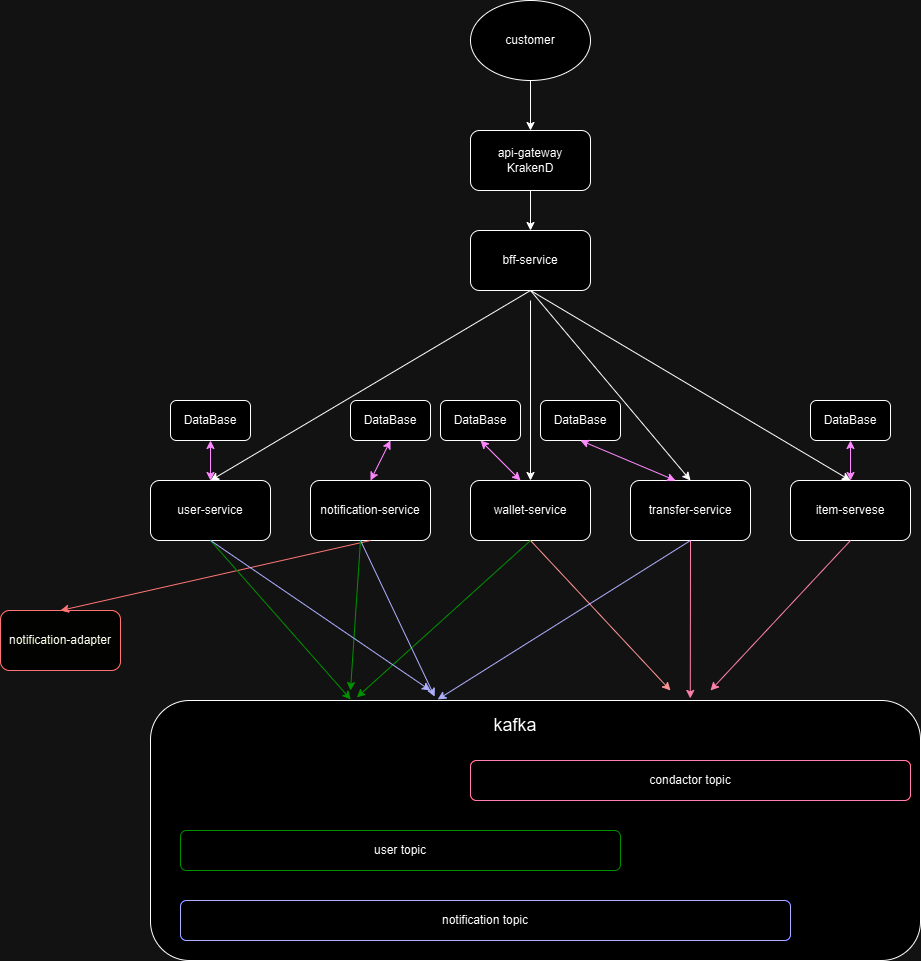 customer
api-gateway
KrakenD
bff-service
DataBase
DataBase
DataBase
DataBase
DataBase
user-service
notification-service
wallet-service
transfer-service
item-servese
notification-adapter
kafka
condactor topic
user topic
notification topic